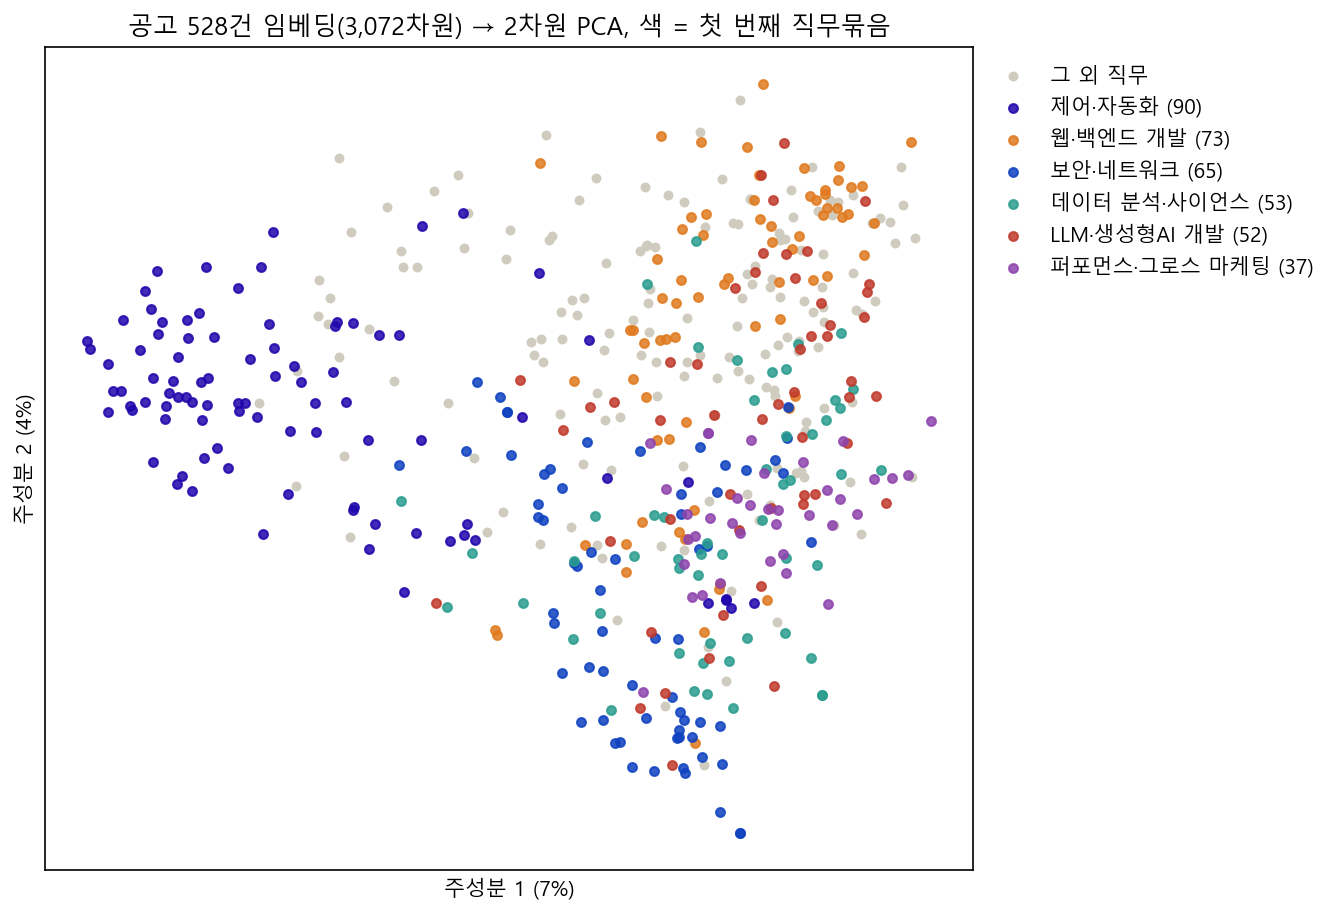 공고 528건 임베딩(3,072차원) → 2차원 PCA, 색 = 첫 번째 직무묶음
그 외 직무
제어·자동화 (90)
웹·백엔드 개발 (73)
보안·네트워크 (65)
데이터 분석·사이언스 (53)
LLM·생성형AI 개발 (52)
퍼포먼스·그로스 마케팅 (37)
주성분 2 (4%)
주성분 1 (7%)